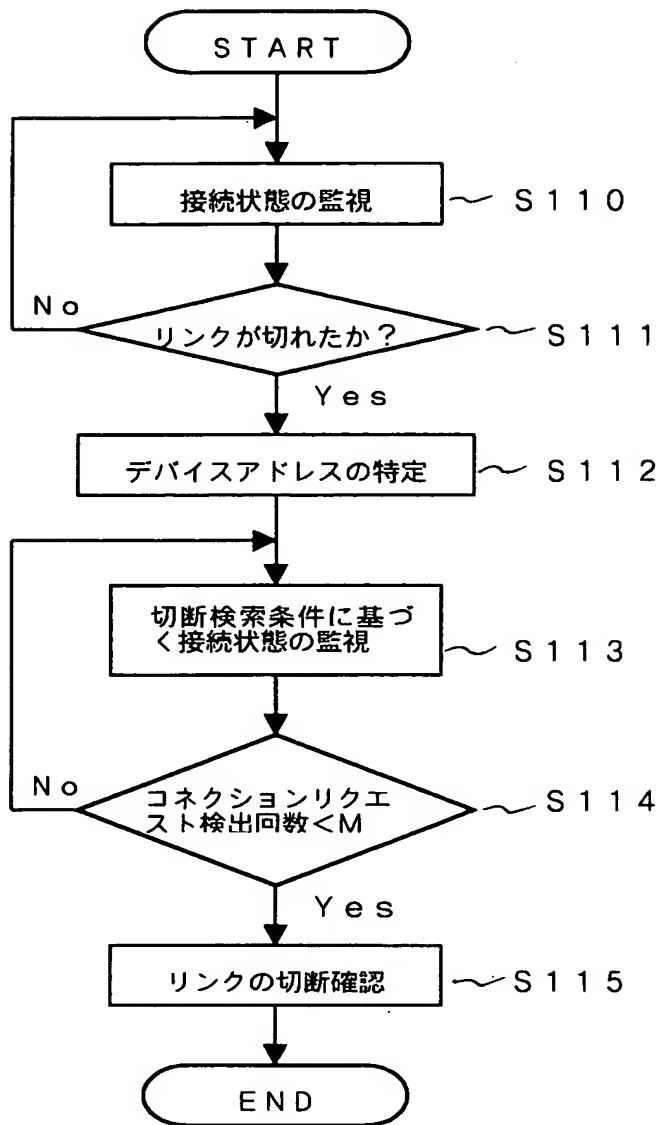 START
接続状態の監視
S110
No
リンクが切れたか？
S111
Yes
デバイスアドレスの特定
S112
切断検索条件に基づ
く接続状態の監視
S113
No
コネクションリクエ
スト検出回数<M
S114
Yes
リンクの切断確認
S115
END